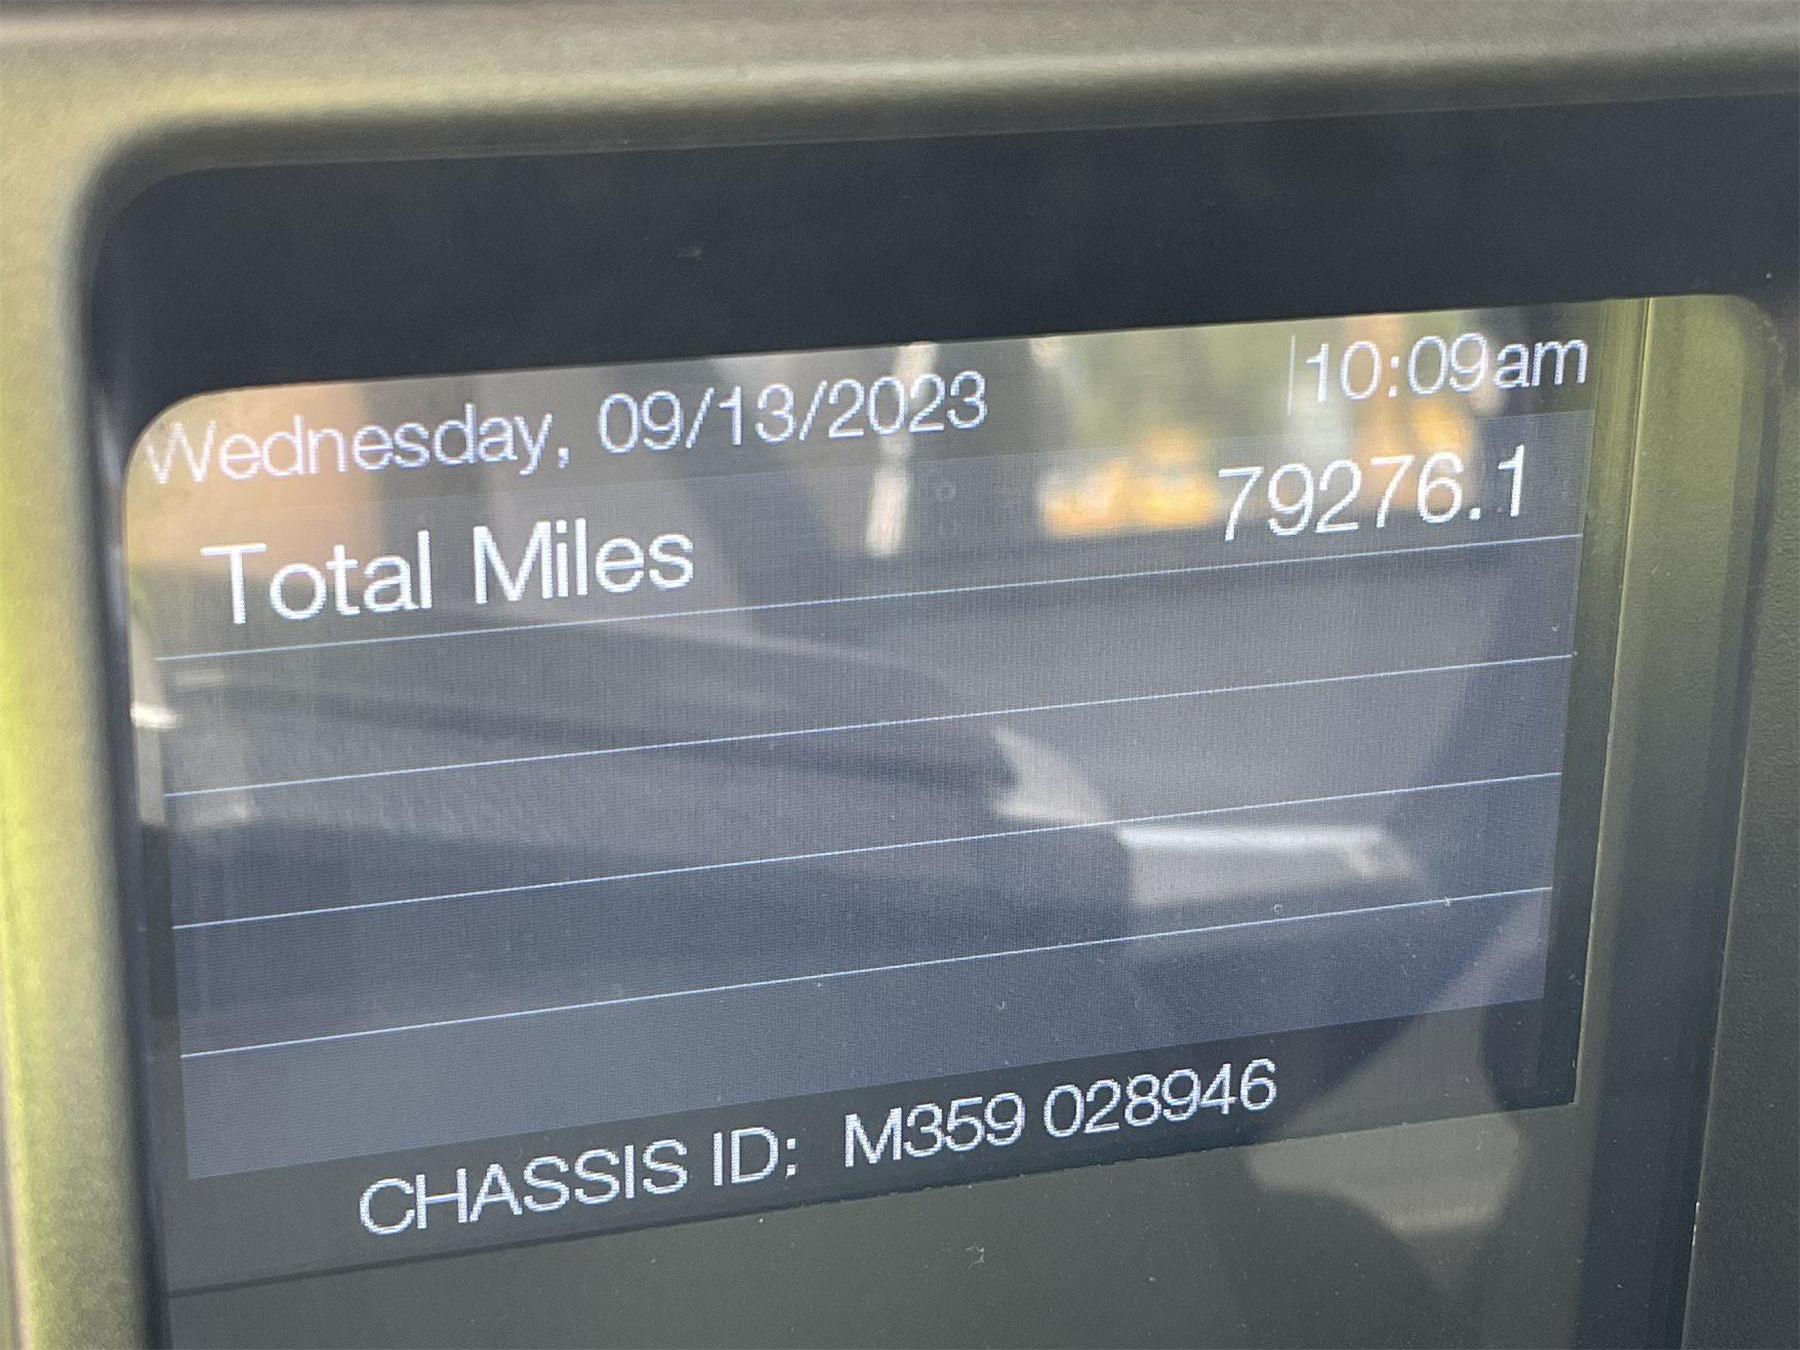 Wednesday, 09/13/2023 10:09am
Total Miles 79276.1
CHASSIS ID: M359 028946